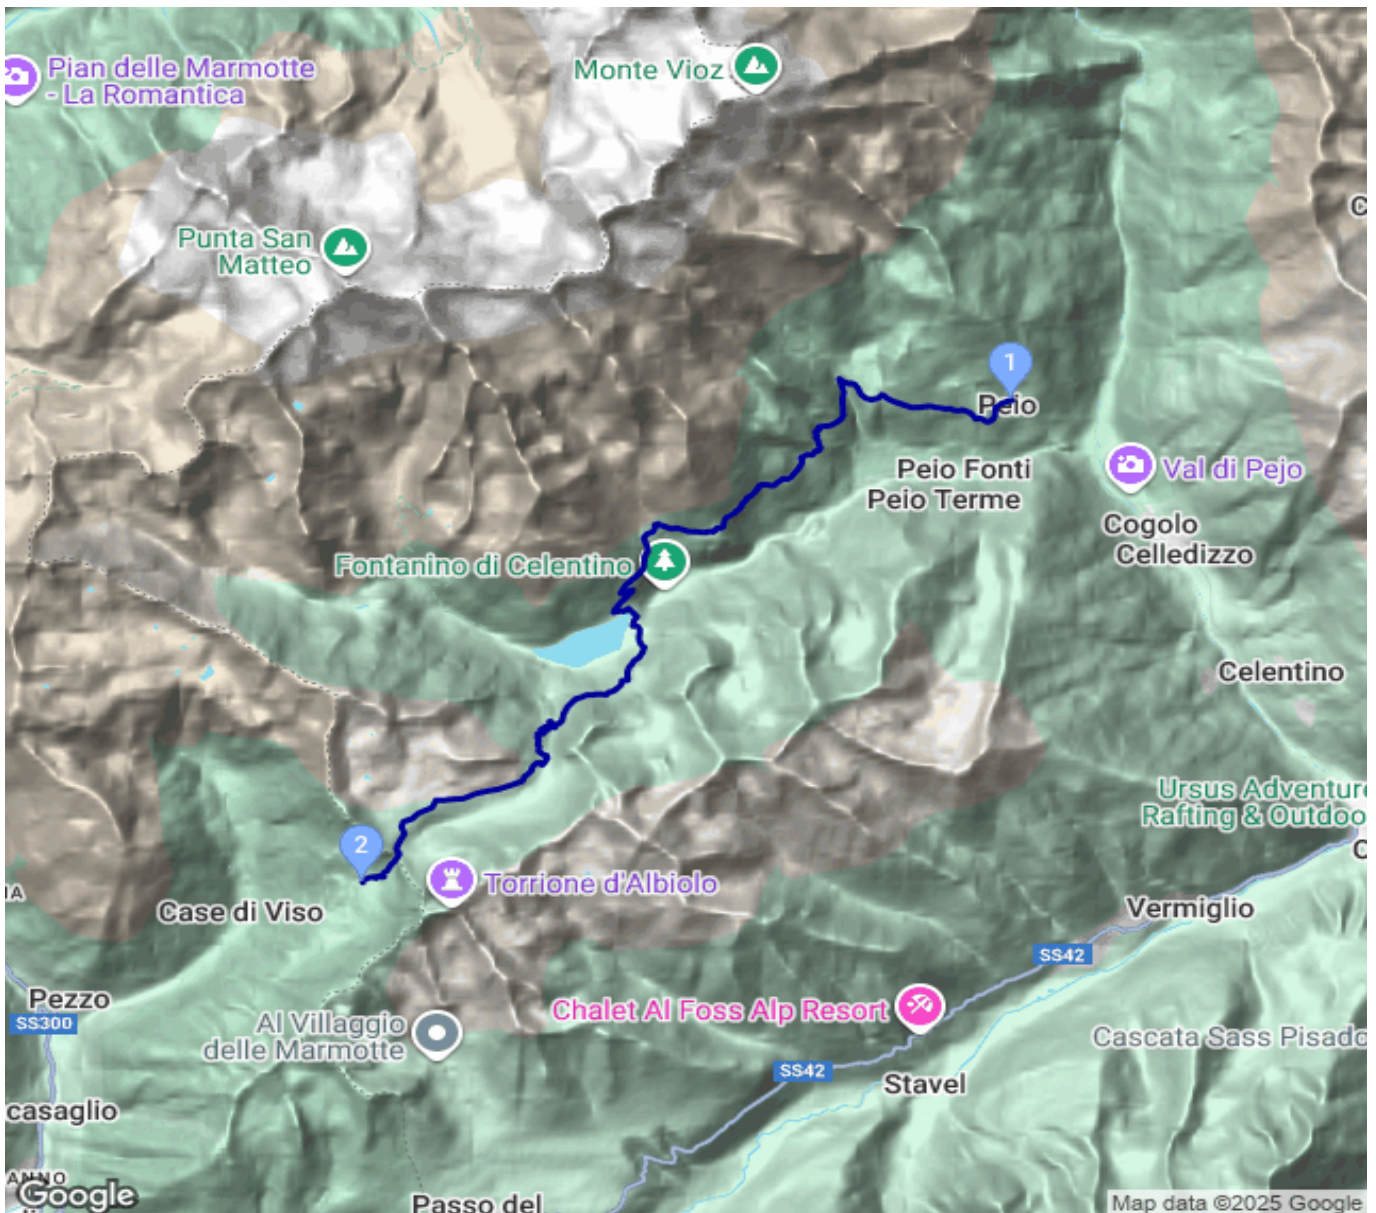 Monte Vioz
Pian delle Marmotte
- La Romantica
Punta San
Matteo
1
Peio
Peio Fonti
Peio Terme
Val di Pejo
Cogolo
Celledizzo
Fontanino di Celentino
Celentino
Ursus Adventure
Rafting & Outdoo
2
Torrione d'Albiolo
Case di Viso
Vermiglio
SS42
Pezzo
SS300
Chalet Al Foss Alp Resort
Al Villaggio
delle Marmotte
Cascata Sass Pisado
SS42
Stavel
casaglio
Passo del
Google
Map data ©2025 Google